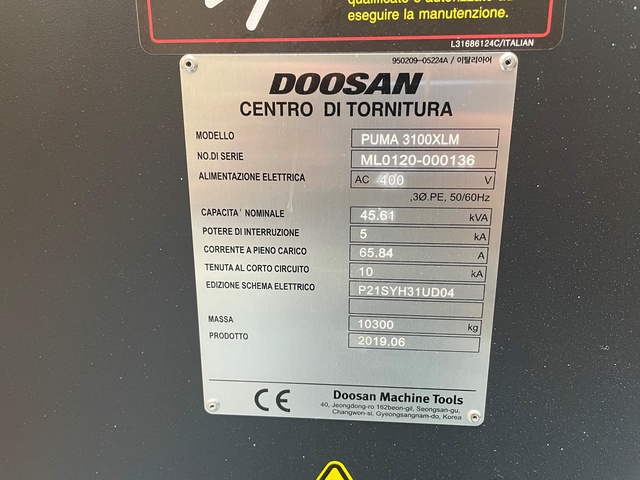 eseguire la manutenzione.
L31686124C/ITALIAN
950209-05224A / 이탈리아어
DOOSAN
CENTRO DI TORNITURA
MODELLO PUMA 3100XLM
NO.DI SERIE ML0120-000136
ALIMENTAZIONE ELETTRICA AC 400 V
,3Ø.PE, 50/60Hz
CAPACITA' NOMINALE 45.61 kVA
POTERE DI INTERRUZIONE 5 kA
CORRENTE A PIENO CARICO 65.84 A
TENUTA AL CORTO CIRCUITO 10 kA
EDIZIONE SCHEMA ELETTRICO P21SYH31UD04
MASSA 10300 kg
PRODOTTO 2019.06
CE Doosan Machine Tools
40, Jeongdong-ro 162beon-gil, Seongsan-gu.
Changwon-si, Gyeongsangnam-do, Korea